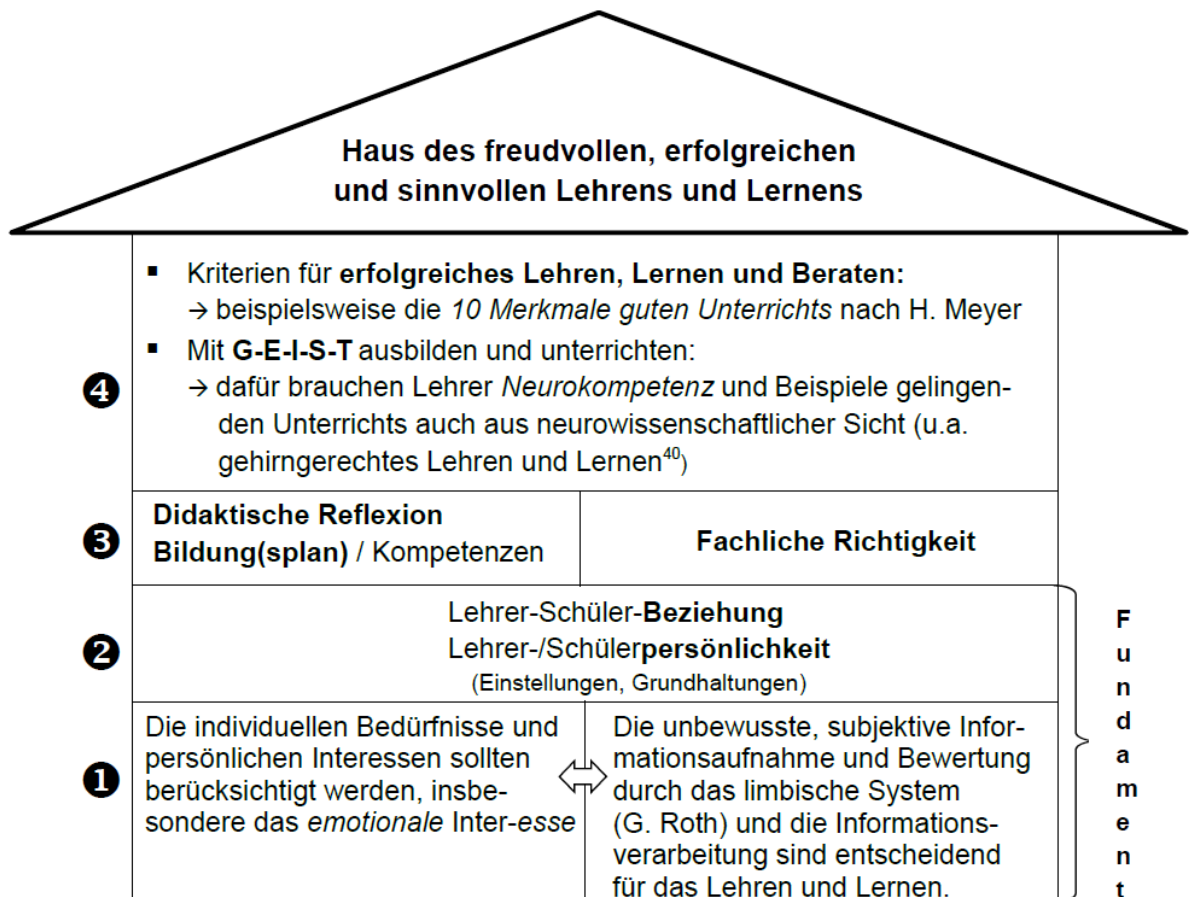 Haus des freudvollen, erfolgreichen
und sinnvollen Lehrens und Lernens
▪ Kriterien für erfolgreiches Lehren, Lernen und Beraten:
→ beispielsweise die 10 Merkmale guten Unterrichts nach H. Meyer
▪ Mit G-E-I-S-T ausbilden und unterrichten:
→ dafür brauchen Lehrer Neurokompetenz und Beispiele gelingen-
den Unterrichts auch aus neurowissenschaftlicher Sicht (u.a.
gehirngerechtes Lehren und Lernen40)
❹
Didaktische Reflexion
Bildung(splan) / Kompetenzen
Fachliche Richtigkeit
❸
Lehrer-Schüler-Beziehung
Lehrer-/Schülerpersönlichkeit
(Einstellungen, Grundhaltungen)
❷
Die individuellen Bedürfnisse und
persönlichen Interessen sollten
berücksichtigt werden, insbe-
sondere das emotionale Inter-esse
❶
Die unbewusste, subjektive Infor-
mationsaufnahme und Bewertung
durch das limbische System
(G. Roth) und die Informations-
verarbeitung sind entscheidend
für das Lehren und Lernen.
F
u
n
d
a
m
e
n
t